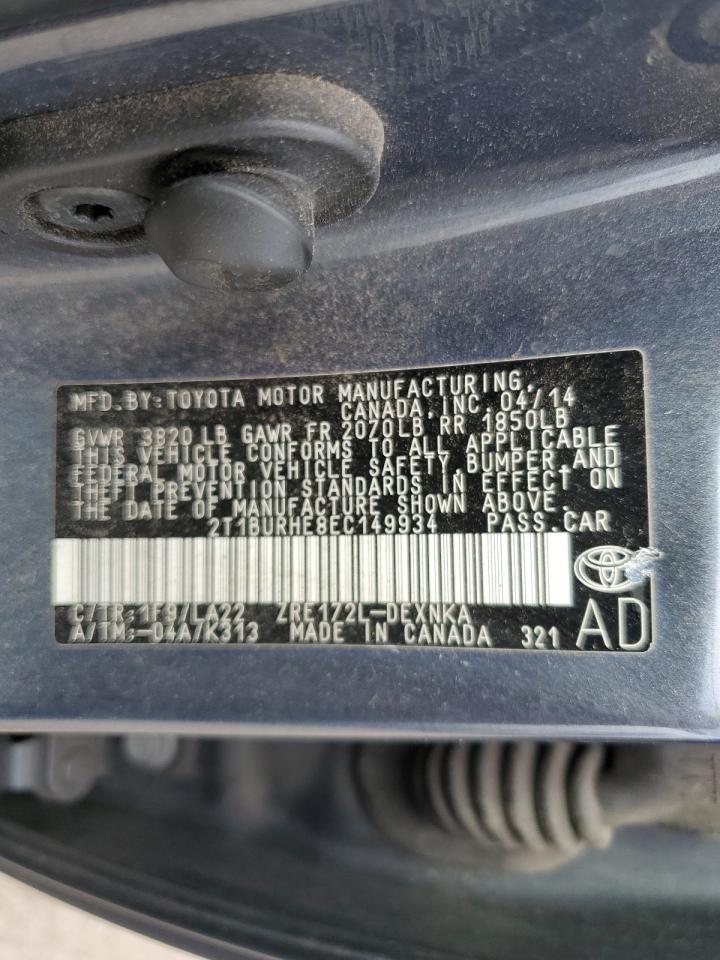 MFD.BY:TOYOTA MOTOR MANUFACTURING,
CANADA,INC.04/14
GVWR 3820 LB GAWR FR 2070LB RR 1850LB
THIS VEHICLE CONFORMS TO ALL APPLICABLE
FEDERAL MOTOR VEHICLE SAFETY,BUMPER AND
THEFT PREVENTION STANDARDS IN EFFECT ON
THE DATE OF MANUFACTURE SHOWN ABOVE.
2T1BURHE8EC149934 PASS.CAR
C/TR:1F9/LA22 ZRE172L-DEXNKA
A/TM:-04A/K313 MADE IN CANADA 321 AD